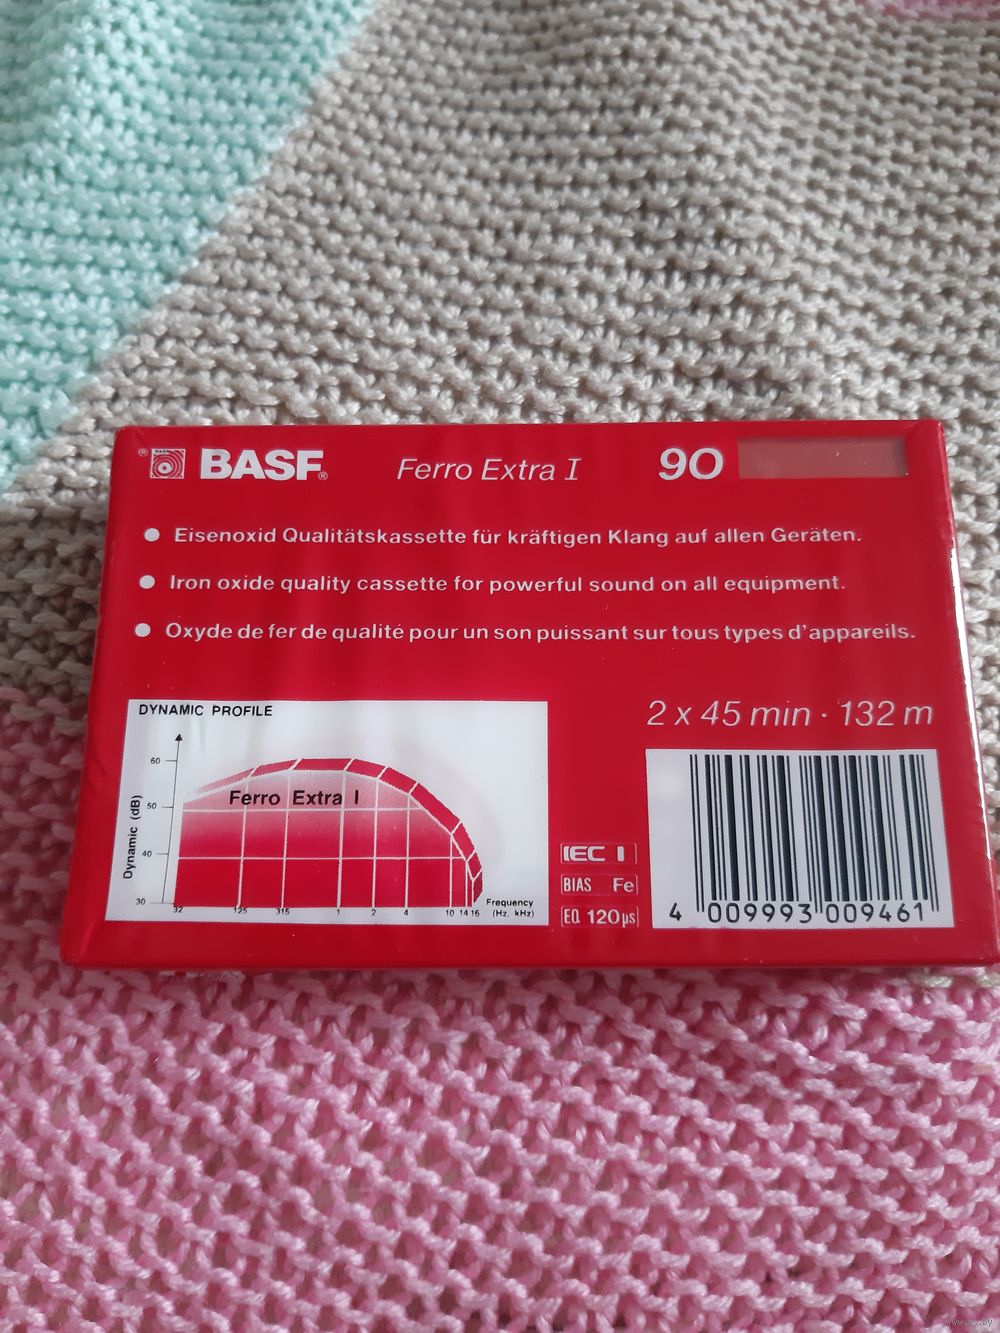 ® BASF® Ferro Extra I 90
● Eisenoxid Qualitätskassette für kräftigen Klang auf allen Geräten.
● Iron oxide quality cassette for powerful sound on all equipment.
● Oxyde de fer de qualité pour un son puissant sur tous types d'appareils.
DYNAMIC PROFILE
Dynamic (dB)
60
50
40
30
Ferro Extra I
32 125 315 1 2 4 10 14 16
Frequency
(Hz, kHz)
2 x 45 min · 132 m
IEC I
BIAS Fe
EQ 120 µs
4 009993 009461